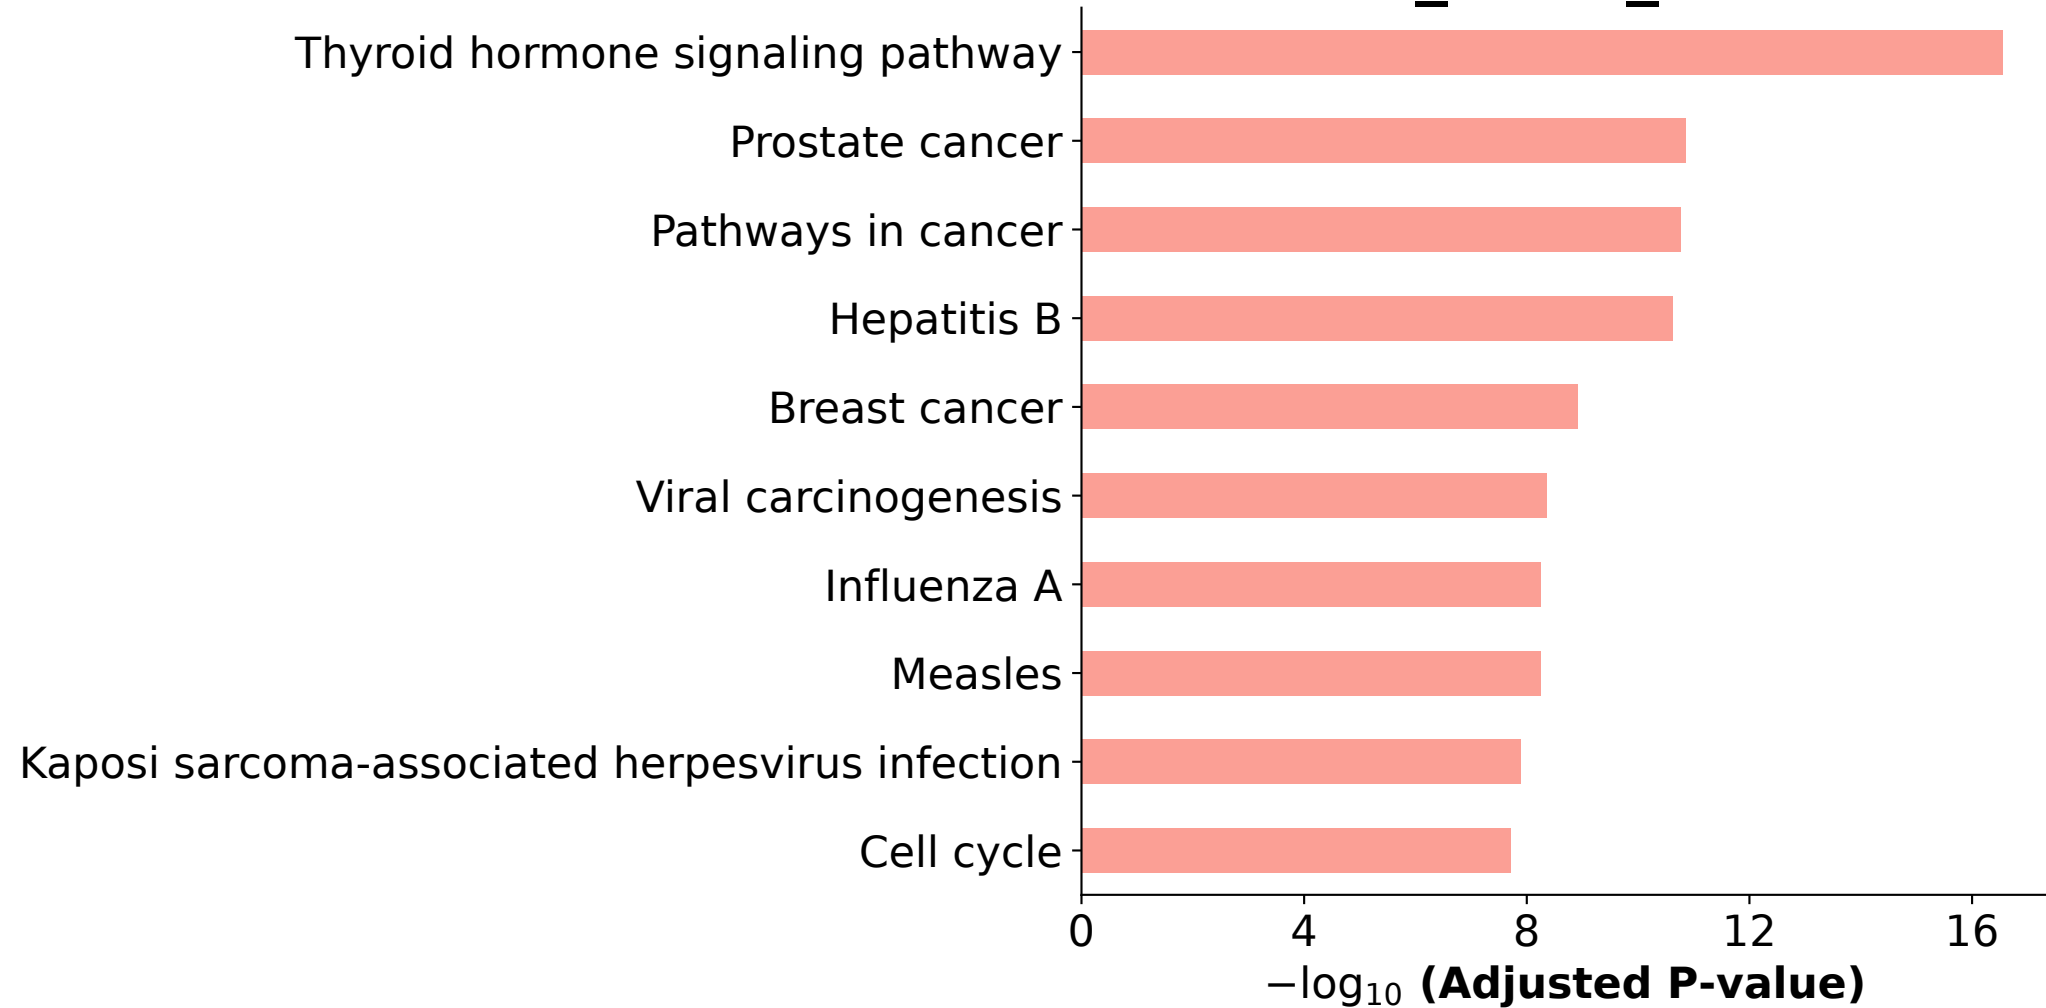 Thyroid hormone signaling pathway
Prostate cancer
Pathways in cancer
Hepatitis B
Breast cancer
Viral carcinogenesis
Influenza A
Measles
Kaposi sarcoma-associated herpesvirus infection
Cell cycle
0 4 8 12 16
−log₁₀ (Adjusted P-value)